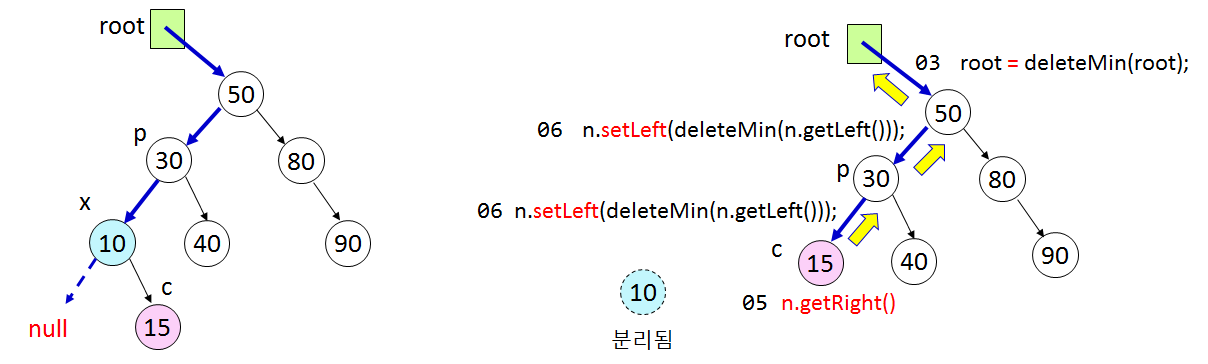 root
50
p
30
80
x
10
40
90
c
null
15
root
03 root = deleteMin(root);
50
06 n.setLeft(deleteMin(n.getLeft()));
p
30
80
06 n.setLeft(deleteMin(n.getLeft()));
c
15
40
90
10
05 n.getRight()
분리됨